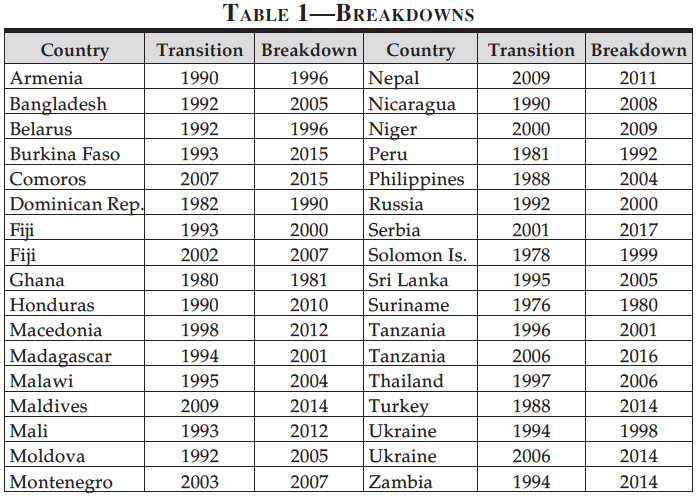 TABLE 1—BREAKDOWNS
Country Transition Breakdown Country Transition Breakdown
Armenia 1990 1996 Nepal 2009 2011
Bangladesh 1992 2005 Nicaragua 1990 2008
Belarus 1992 1996 Niger 2000 2009
Burkina Faso 1993 2015 Peru 1981 1992
Comoros 2007 2015 Philippines 1988 2004
Dominican Rep. 1982 1990 Russia 1992 2000
Fiji 1993 2000 Serbia 2001 2017
Fiji 2002 2007 Solomon Is. 1978 1999
Ghana 1980 1981 Sri Lanka 1995 2005
Honduras 1990 2010 Suriname 1976 1980
Macedonia 1998 2012 Tanzania 1996 2001
Madagascar 1994 2001 Tanzania 2006 2016
Malawi 1995 2004 Thailand 1997 2006
Maldives 2009 2014 Turkey 1988 2014
Mali 1993 2012 Ukraine 1994 1998
Moldova 1992 2005 Ukraine 2006 2014
Montenegro 2003 2007 Zambia 1994 2014